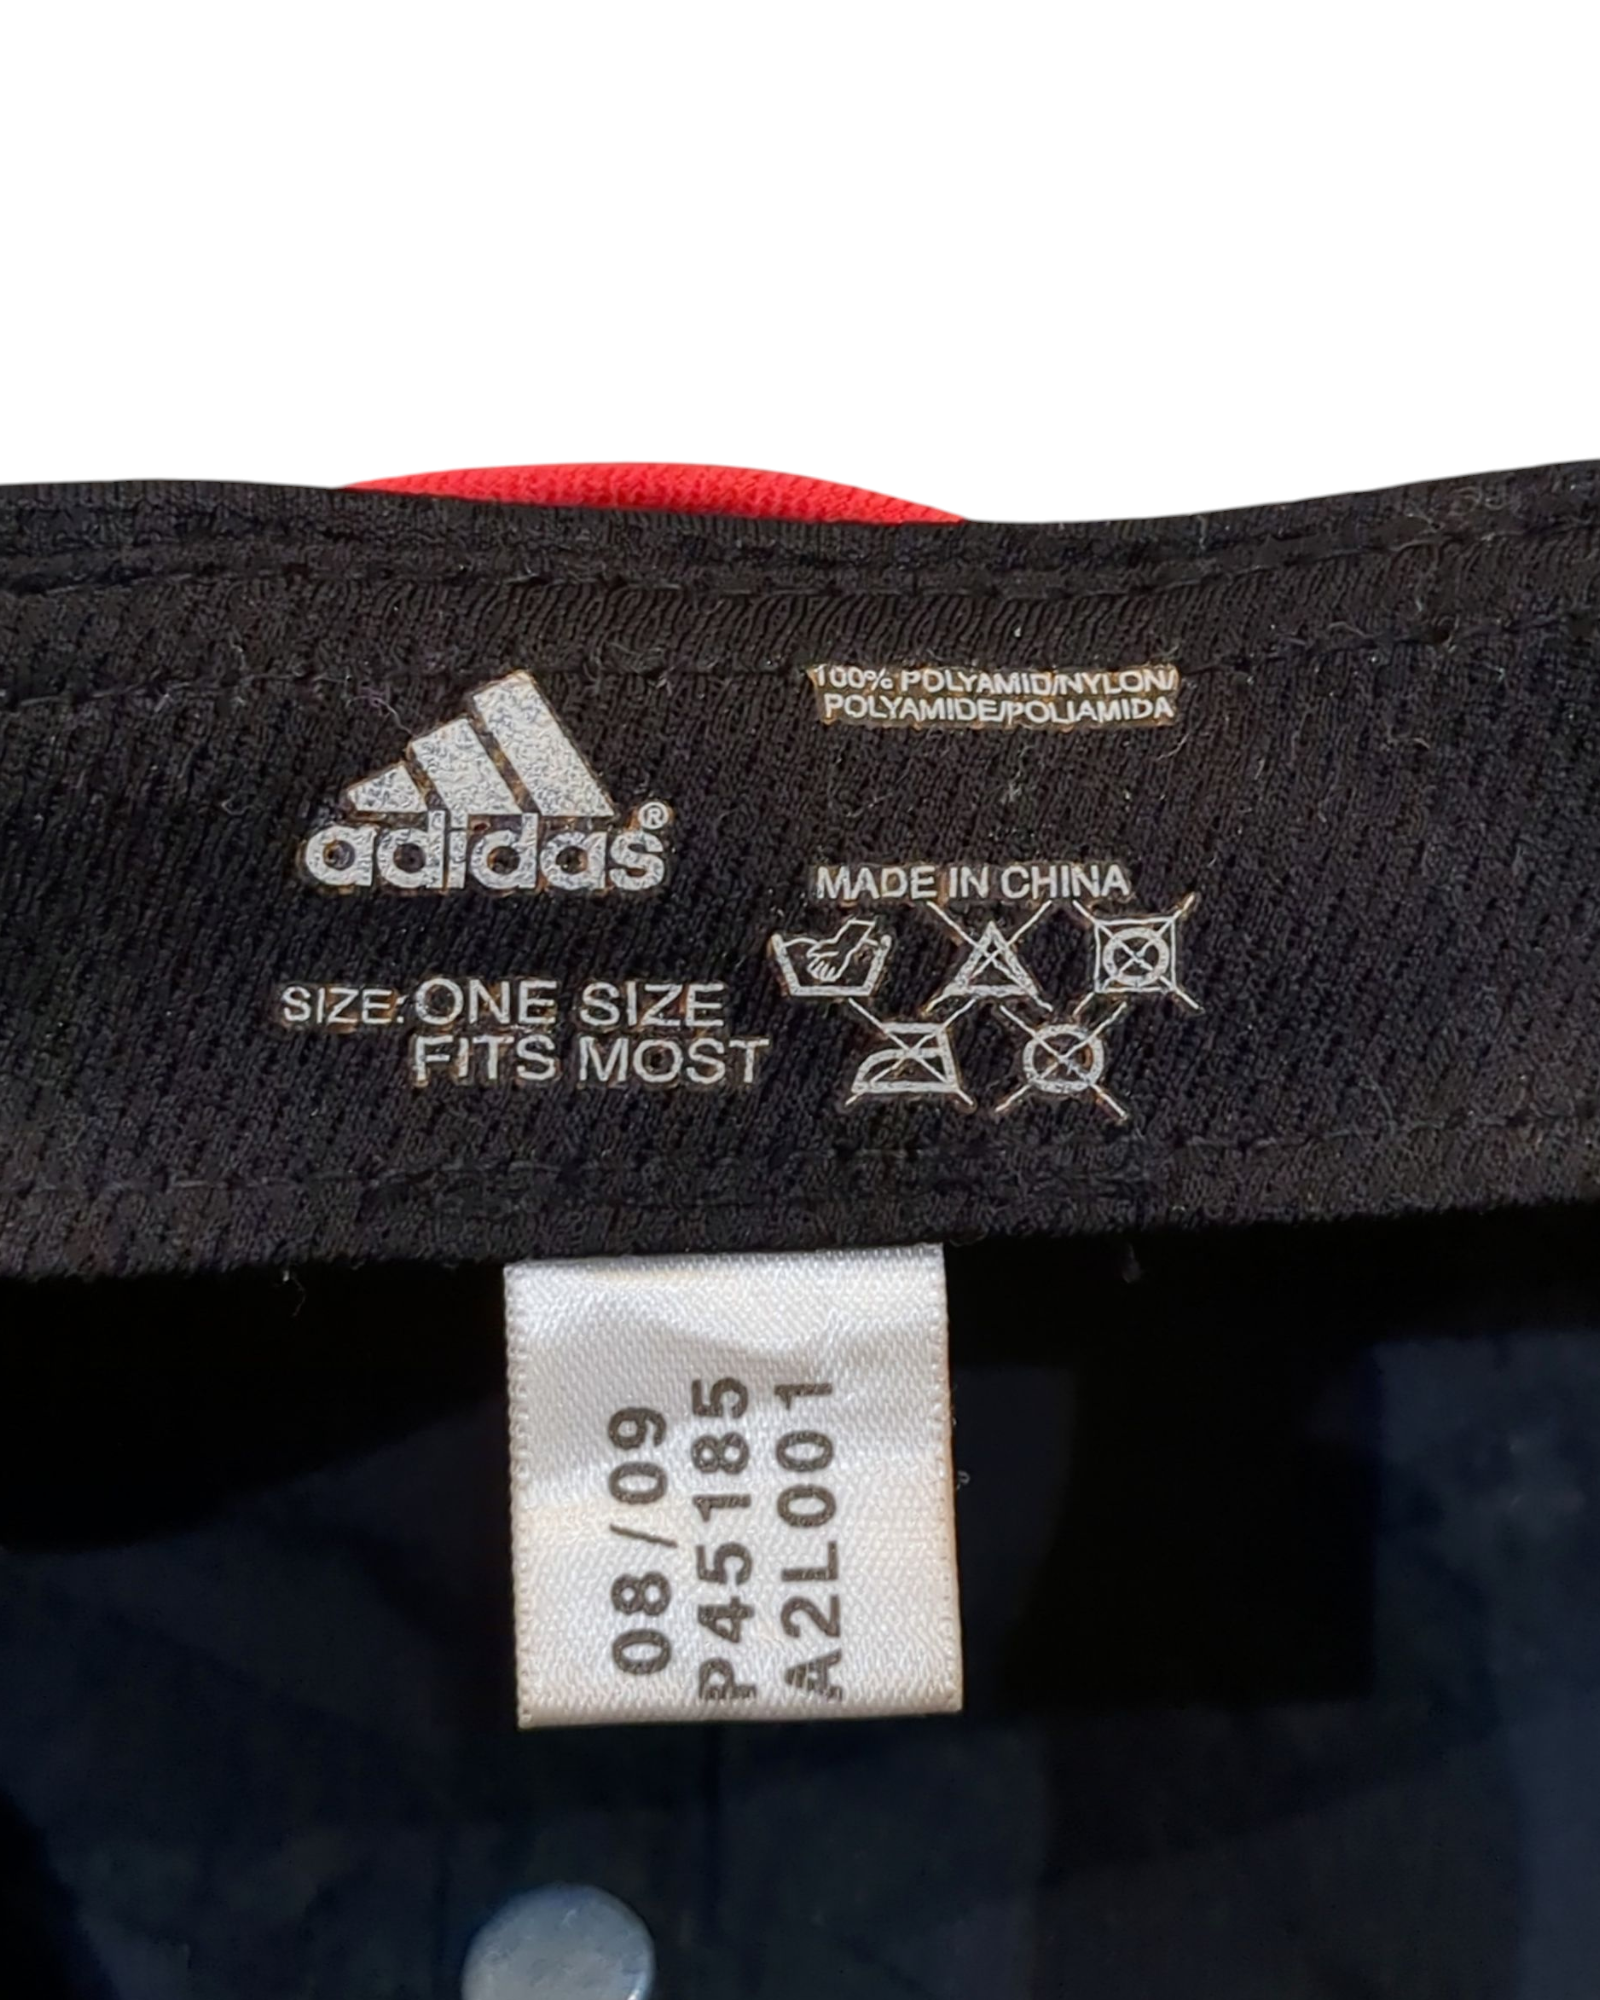 adidas®
SIZE: ONE SIZE
FITS MOST
100% POLYAMID/NYLON/
POLYAMIDE/POLIAMIDA
MADE IN CHINA
08/09
P45185
A2L001